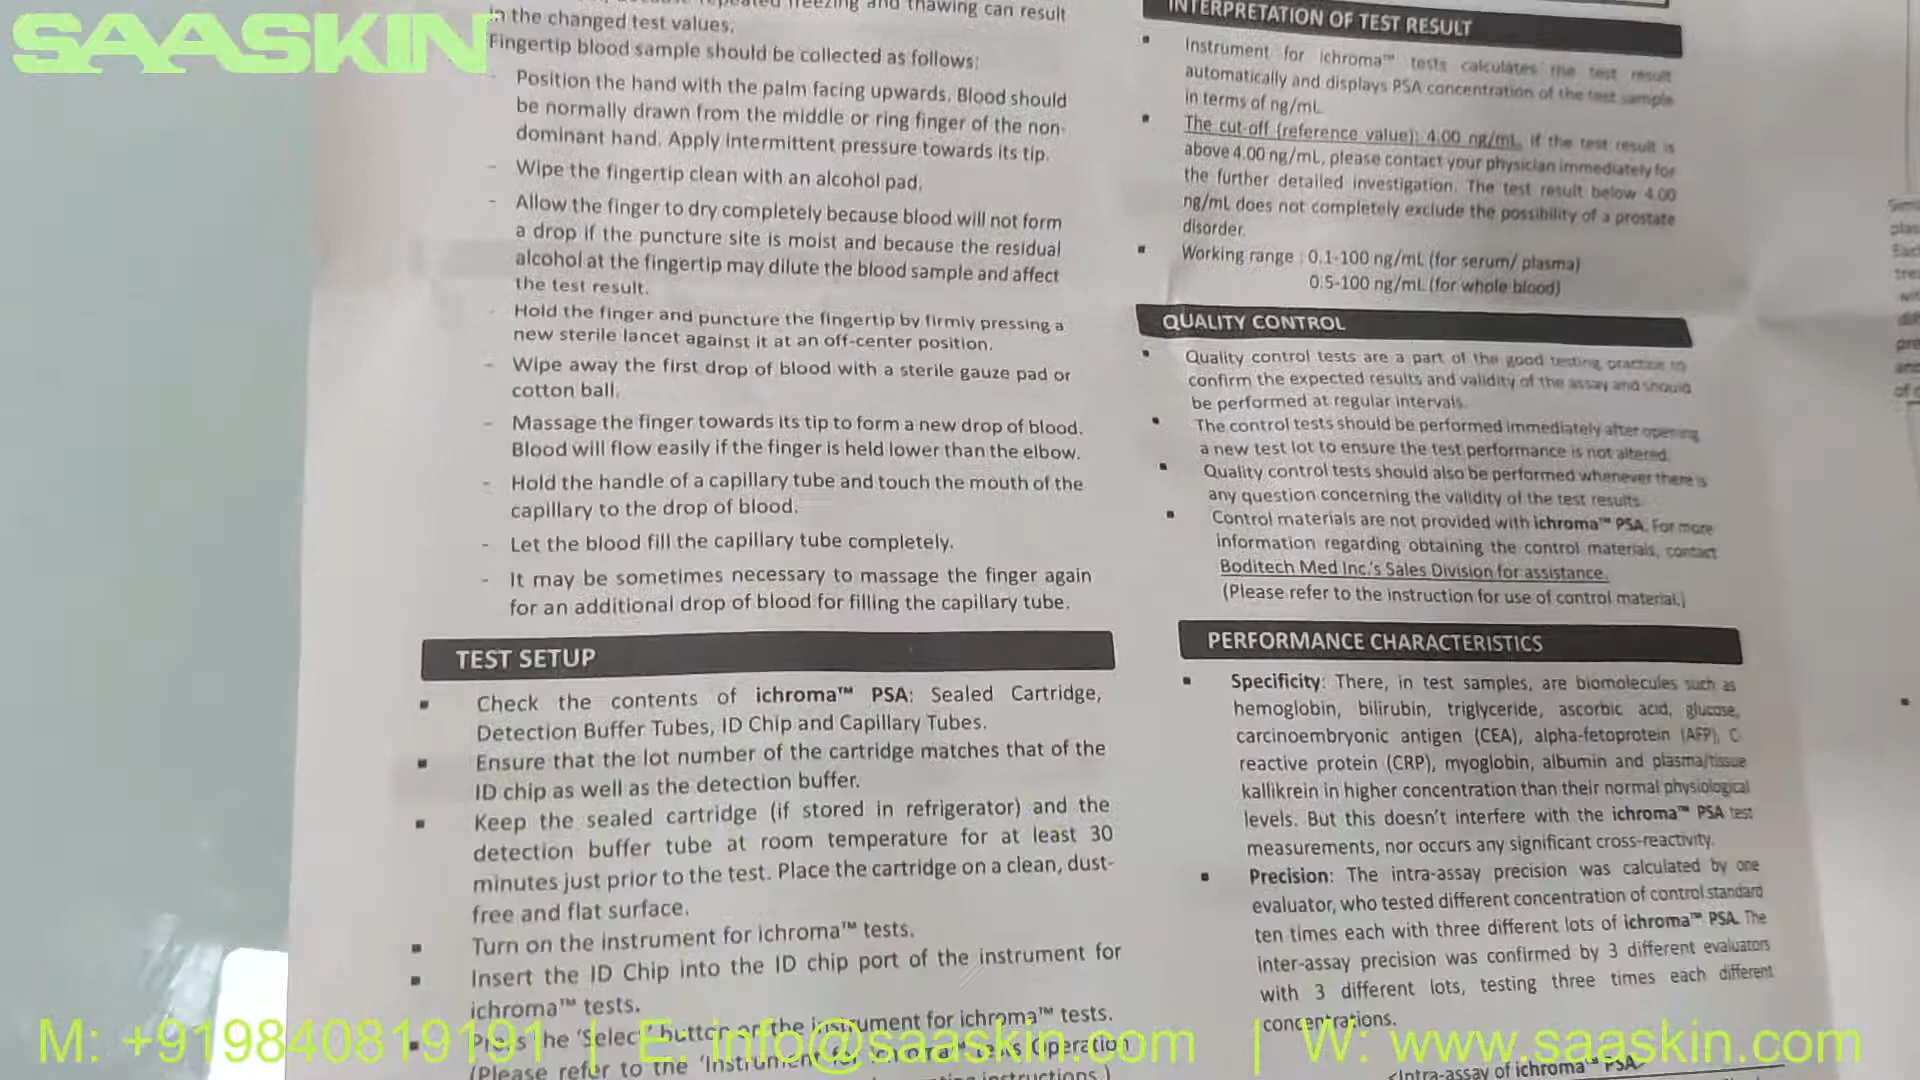 SAASKIN
repeated freezing and thawing can result
in the changed test values.
Fingertip blood sample should be collected as follows:
- Position the hand with the palm facing upwards. Blood should
be normally drawn from the middle or ring finger of the non-
dominant hand. Apply intermittent pressure towards its tip.
- Wipe the fingertip clean with an alcohol pad.
- Allow the finger to dry completely because blood will not form
a drop if the puncture site is moist and because the residual
alcohol at the fingertip may dilute the blood sample and affect
the test result.
- Hold the finger and puncture the fingertip by firmly pressing a
new sterile lancet against it at an off-center position.
- Wipe away the first drop of blood with a sterile gauze pad or
cotton ball.
- Massage the finger towards its tip to form a new drop of blood.
Blood will flow easily if the finger is held lower than the elbow.
- Hold the handle of a capillary tube and touch the mouth of the
capillary to the drop of blood.
- Let the blood fill the capillary tube completely.
- It may be sometimes necessary to massage the finger again
for an additional drop of blood for filling the capillary tube.
TEST SETUP
▪ Check the contents of ichroma™ PSA: Sealed Cartridge,
Detection Buffer Tubes, ID Chip and Capillary Tubes.
▪ Ensure that the lot number of the cartridge matches that of the
ID chip as well as the detection buffer.
▪ Keep the sealed cartridge (if stored in refrigerator) and the
detection buffer tube at room temperature for at least 30
minutes just prior to the test. Place the cartridge on a clean, dust-
free and flat surface.
▪ Turn on the instrument for ichroma™ tests.
▪ Insert the ID Chip into the ID chip port of the instrument for
ichroma™ tests.
▪ Press the 'Select' button on the instrument for ichroma™ tests.
(Please refer to the 'Instrument for ichroma™ tests Operation
instructions.)
INTERPRETATION OF TEST RESULT
▪ Instrument for ichroma™ tests calculates the test result
automatically and displays PSA concentration of the test sample
in terms of ng/mL.
▪ The cut-off (reference value): 4.00 ng/mL, if the test result is
above 4.00 ng/mL, please contact your physician immediately for
the further detailed investigation. The test result below 4.00
ng/mL does not completely exclude the possibility of a prostate
disorder.
▪ Working range : 0.1-100 ng/mL (for serum/ plasma)
0.5-100 ng/mL (for whole blood)
QUALITY CONTROL
▪ Quality control tests are a part of the good testing practice to
confirm the expected results and validity of the assay and should
be performed at regular intervals.
▪ The control tests should be performed immediately after opening
a new test lot to ensure the test performance is not altered.
▪ Quality control tests should also be performed whenever there is
any question concerning the validity of the test results.
▪ Control materials are not provided with ichroma™ PSA. For more
information regarding obtaining the control materials, contact
Boditech Med Inc.'s Sales Division for assistance.
(Please refer to the instruction for use of control material.)
PERFORMANCE CHARACTERISTICS
▪ Specificity: There, in test samples, are biomolecules such as
hemoglobin, bilirubin, triglyceride, ascorbic acid, glucose,
carcinoembryonic antigen (CEA), alpha-fetoprotein (AFP), C-
reactive protein (CRP), myoglobin, albumin and plasma/tissue
kallikrein in higher concentration than their normal physiological
levels. But this doesn't interfere with the ichroma™ PSA test
measurements, nor occurs any significant cross-reactivity.
▪ Precision: The intra-assay precision was calculated by one
evaluator, who tested different concentration of control standard
ten times each with three different lots of ichroma™ PSA. The
inter-assay precision was confirmed by 3 different evaluators
with 3 different lots, testing three times each different
concentrations.
<Intra-assay of ichroma™ PSA>
M: +919840819191 | E: info@saaskin.com | W: www.saaskin.com